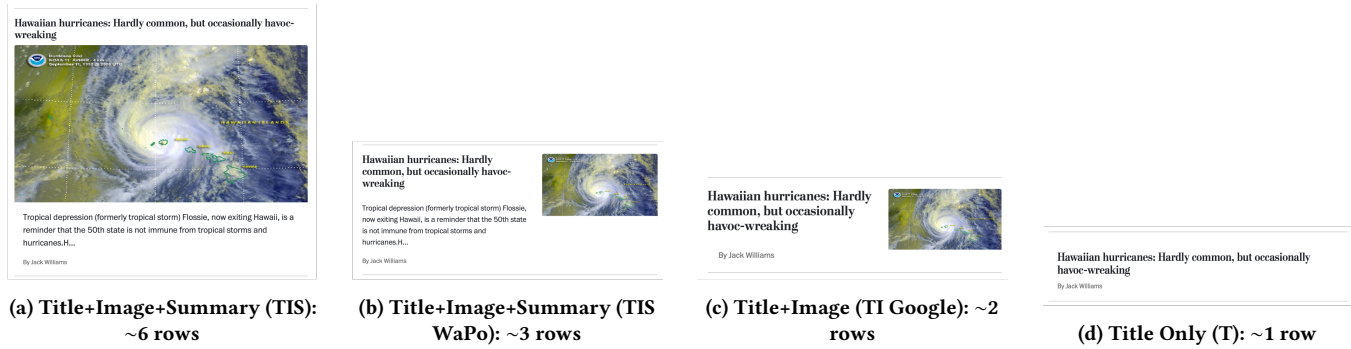 Hawaiian hurricanes: Hardly common, but occasionally havoc-
wreaking
HAWAIIAN ISLANDS
Tropical depression (formerly tropical storm) Flossie, now exiting Hawaii, is a
reminder that the 50th state is not immune from tropical storms and
hurricanes.H...
By Jack Williams
(a) Title+Image+Summary (TIS):
~6 rows
Hawaiian hurricanes: Hardly
common, but occasionally havoc-
wreaking
Tropical depression (formerly tropical storm) Flossie,
now exiting Hawaii, is a reminder that the 50th state
is not immune from tropical storms and
hurricanes.H...
By Jack Williams
(b) Title+Image+Summary (TIS
WaPo): ~3 rows
Hawaiian hurricanes: Hardly
common, but occasionally
havoc-wreaking
By Jack Williams
(c) Title+Image (TI Google): ~2
rows
Hawaiian hurricanes: Hardly common, but occasionally
havoc-wreaking
By Jack Williams
(d) Title Only (T): ~1 row